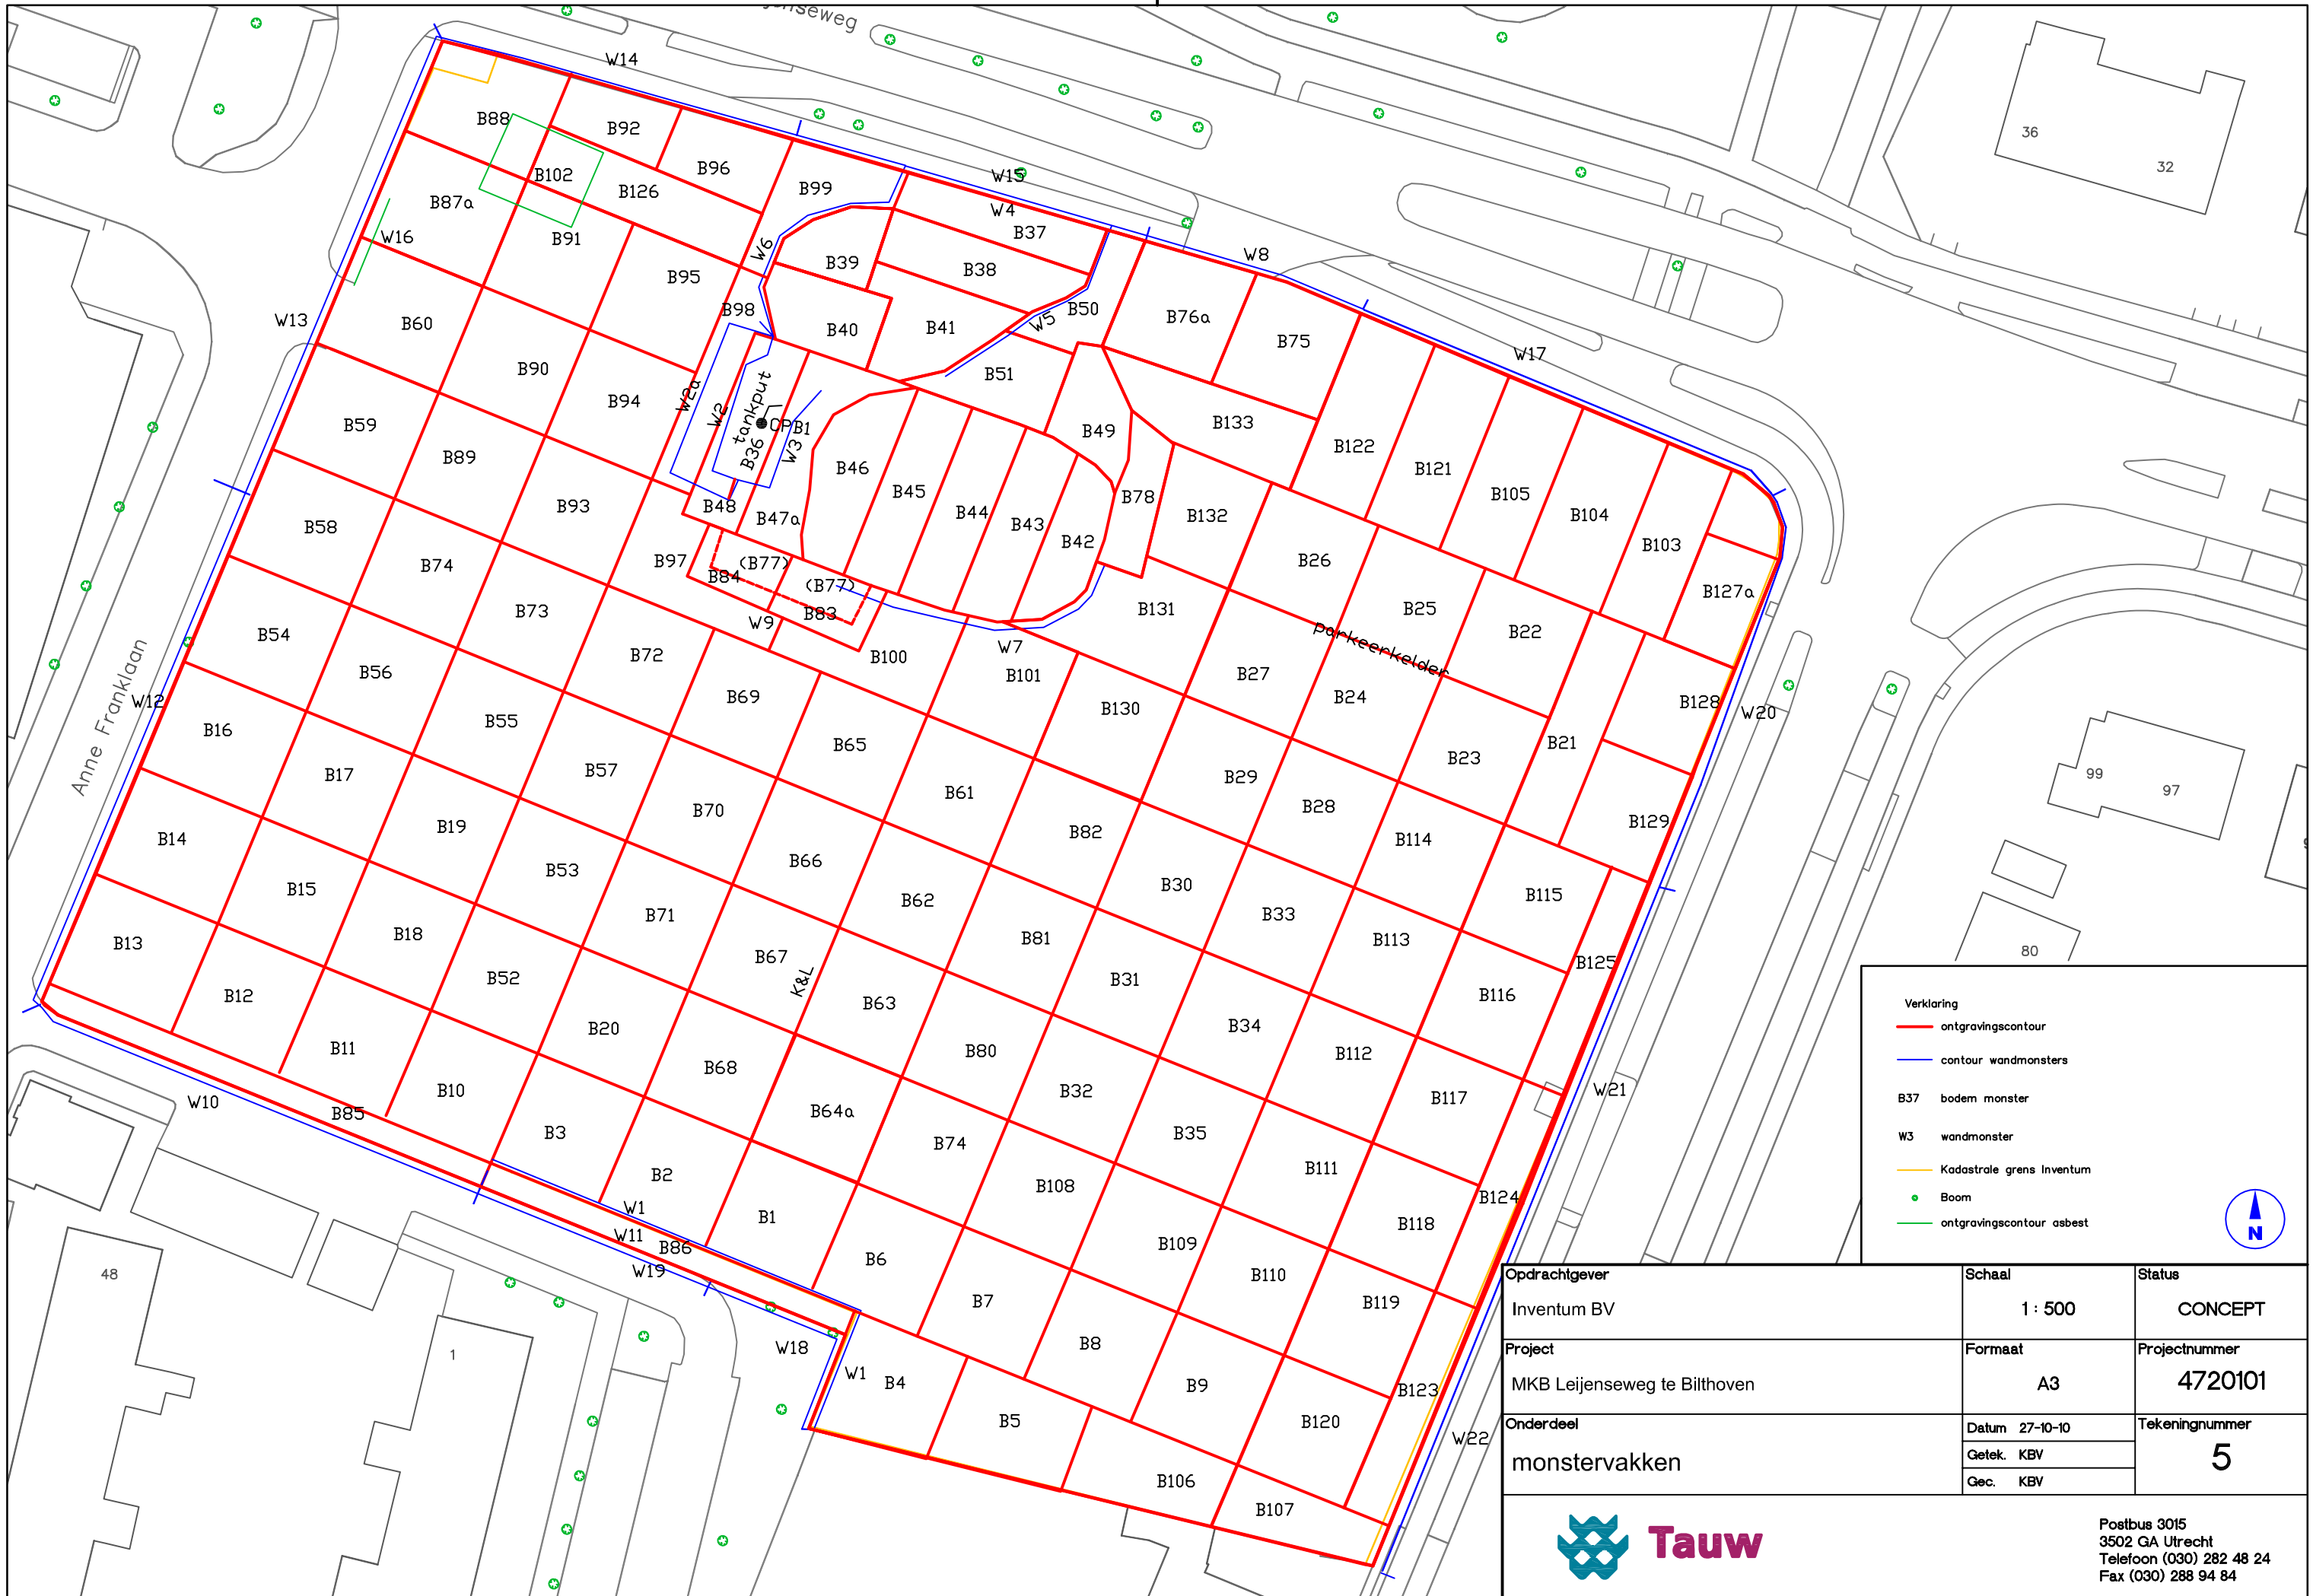 jenseweg
W14
B88
B92
B96
B102
B126
B99
W15
W4
B37
B87a
W16
B91
W6
B39
B38
W8
B95
36
32
W13
B60
B98
B40
B41
W5
B50
B76a
B75
W17
B90
B94
W2a
W2
tankput
B36
W3
CPB1
B51
B59
B89
B49
B133
B122
B121
B105
B104
B103
B58
B93
B48
B47a
B46
B45
B44
B43
B42
B78
B132
B74
B97
B84
(B77)
(B77)
B83
B26
B127a
B54
B73
W9
B131
B25
B22
parkeerkelder
Anne Franklaan
W12
B56
B72
B69
B100
W7
B101
B130
B27
B24
B128
W20
B16
B55
B65
B21
B23
B17
B57
B61
B29
B28
B129
99
97
B14
B19
B70
B82
B114
B15
B53
B66
B62
B30
B33
B115
B13
B18
B71
B67
K&L
B81
B113
B125
80
B12
B52
B63
B31
B116
B11
B20
B80
B34
B112
W10
B85
B10
B68
B64a
B32
B117
W21
B3
B2
B74
B35
B111
48
W1
W11
B86
W19
B1
B108
B124
B118
1
B6
B109
B110
W18
W1
B4
B7
B8
B119
B5
B9
B120
B123
W22
B106
B107
Verklaring
ontgravingscontour
contour wandmonsters
B37 bodem monster
W3 wandmonster
Kadastrale grens Inventum
Boom
ontgravingscontour asbest
N
Opdrachtgever
Inventum BV
Schaal
1 : 500
Status
CONCEPT
Project
MKB Leijenseweg te Bilthoven
Formaat
A3
Projectnummer
4720101
Onderdeel
monstervakken
Datum 27-10-10
Getek. KBV
Gec. KBV
Tekeningnummer
5
Tauw
Postbus 3015
3502 GA Utrecht
Telefoon (030) 282 48 24
Fax (030) 288 94 84